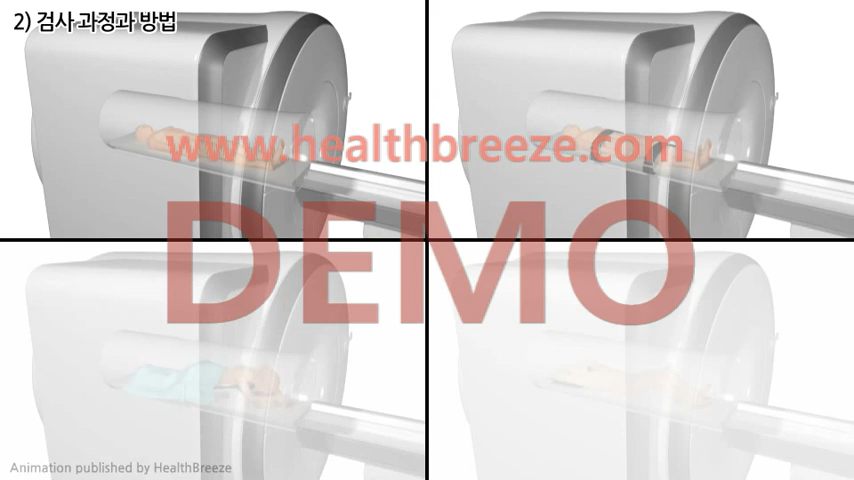 2) 검사 과정과 방법
www.healthbreeze.com
DEMO
Animation published by HealthBreeze